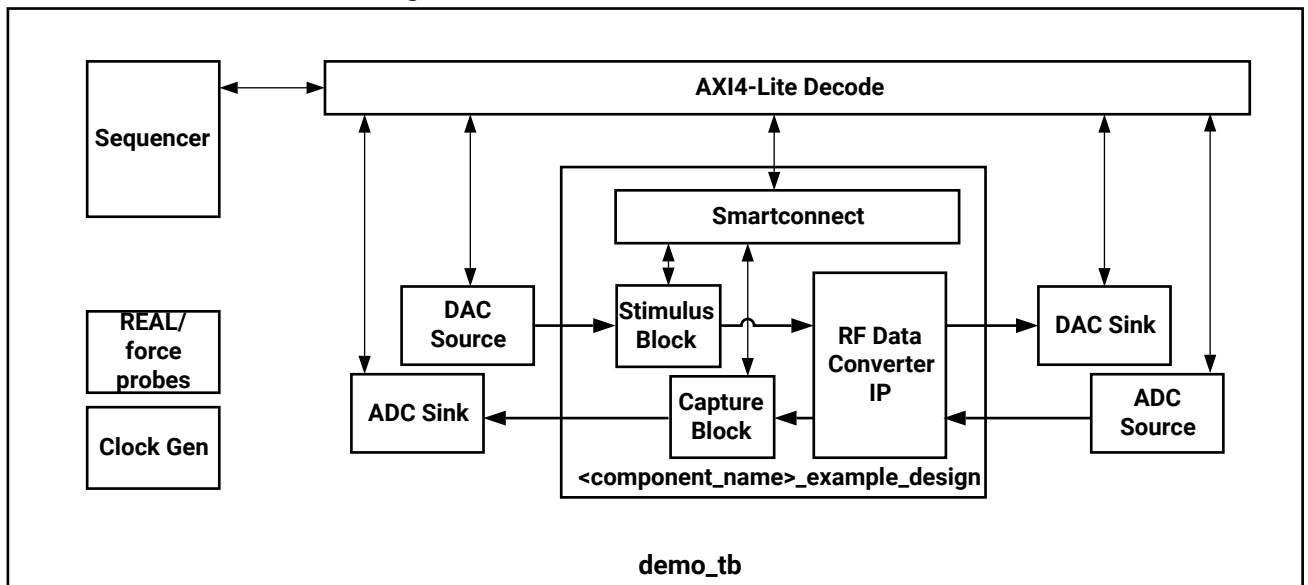 AXI4-Lite Decode
Sequencer
Smartconnect
DAC
Source
Stimulus
Block
RF Data
Converter
IP
DAC Sink
REAL/
force
probes
ADC Sink
Capture
Block
ADC
Source
Clock Gen
<component_name>_example_design
demo_tb